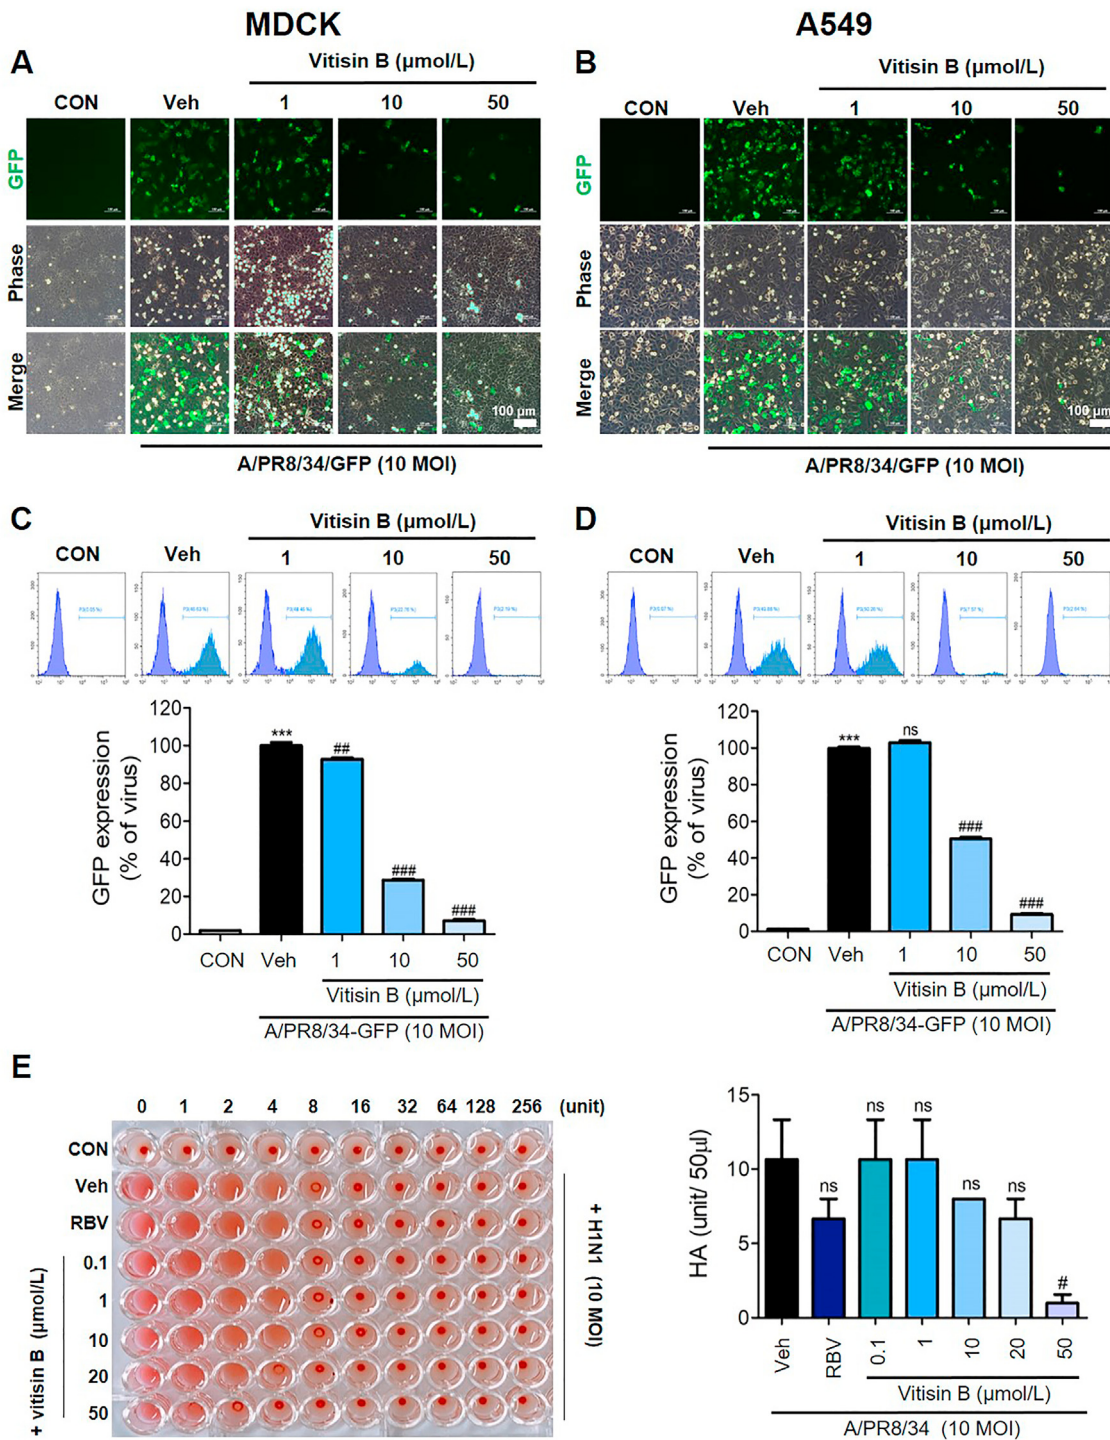 MDCK
A549
A
Vitisin B (μmol/L)
CON Veh 1 10 50
GFP
Phase
Merge
100 μm
A/PR8/34/GFP (10 MOI)
B
Vitisin B (μmol/L)
CON Veh 1 10 50
GFP
Phase
Merge
100 μm
A/PR8/34/GFP (10 MOI)
C
Vitisin B (μmol/L)
CON Veh 1 10 50
GFP expression
(% of virus)
120
100
80
60
40
20
0
***
##
###
###
CON Veh 1 10 50
Vitisin B (μmol/L)
A/PR8/34-GFP (10 MOI)
D
Vitisin B (μmol/L)
CON Veh 1 10 50
GFP expression
(% of virus)
120
100
80
60
40
20
0
***
ns
###
###
CON Veh 1 10 50
Vitisin B (μmol/L)
A/PR8/34-GFP (10 MOI)
E
0 1 2 4 8 16 32 64 128 256 (unit)
CON
Veh
RBV
0.1
1
10
20
50
+ vitisin B (μmol/L)
+ H1N1 (10 MOI)
HA (unit/ 50μl)
15
10
5
0
ns
ns
ns
ns
ns
#
Veh RBV 0.1 1 10 20 50
Vitisin B (μmol/L)
A/PR8/34 (10 MOI)